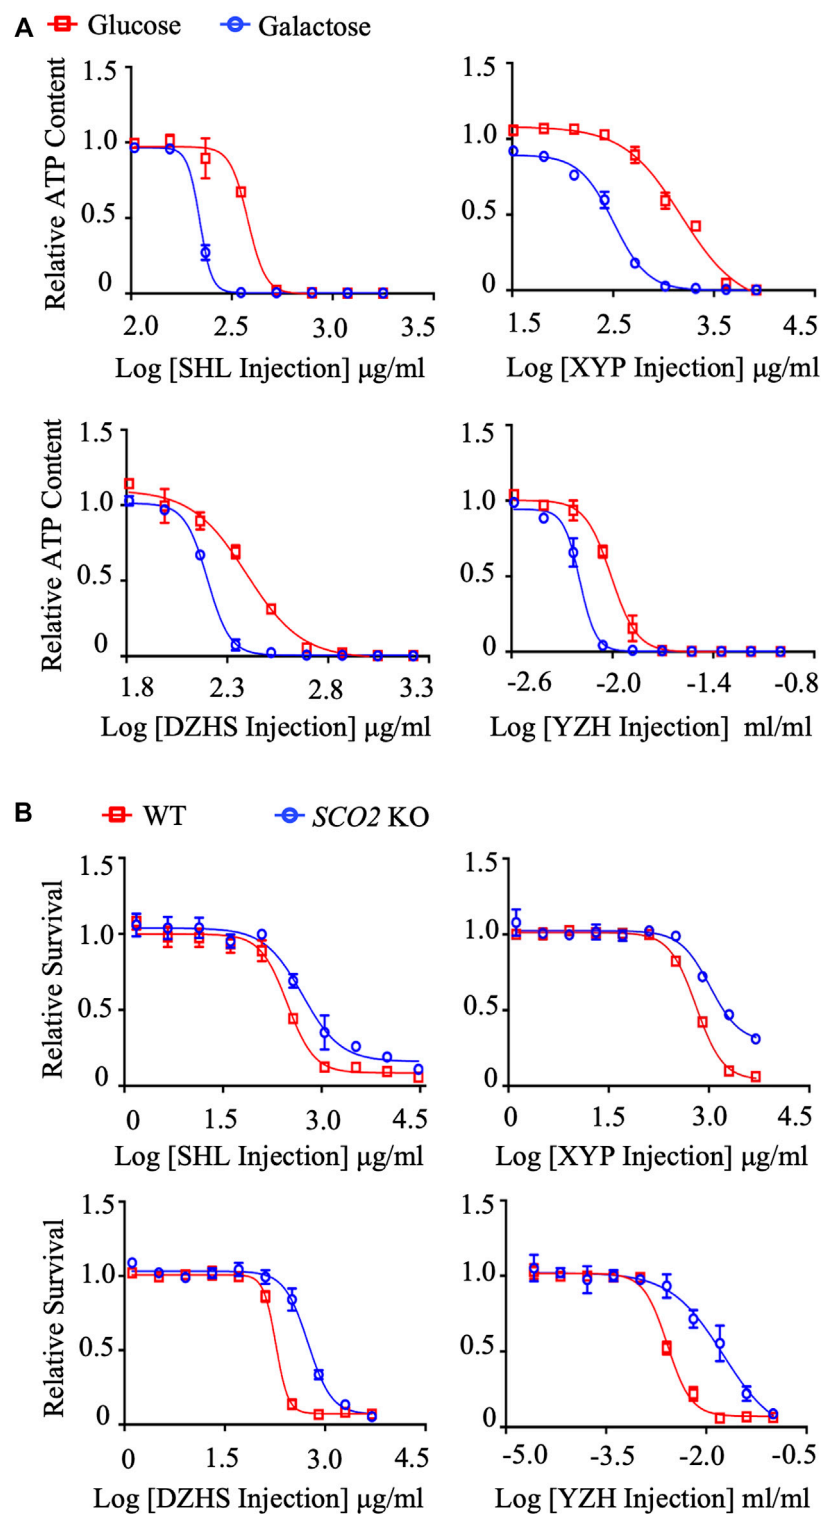 A
Glucose Galactose
1.5 1.5
Relative ATP Content
1.0 1.0
0.5 0.5
0 0
2.0 2.5 3.0 3.5 1.5 2.5 3.5 4.5
Log [SHL Injection] μg/ml Log [XYP Injection] μg/ml
1.5 1.5
Relative ATP Content
1.0 1.0
0.5 0.5
0 0
1.8 2.3 2.8 3.3 -2.6 -2.0 -1.4 -0.8
Log [DZHS Injection] μg/ml Log [YZH Injection] ml/ml
B
WT SCO2 KO
1.5 1.5
Relative Survival
1.0 1.0
0.5 0.5
0 0
0 1.5 3.0 4.5 0 1.5 3.0 4.5
Log [SHL Injection] μg/ml Log [XYP Injection] μg/ml
1.5 1.5
Relative Survival
1.0 1.0
0.5 0.5
0 0
0 1.5 3.0 4.5 -5.0 -3.5 -2.0 -0.5
Log [DZHS Injection] μg/ml Log [YZH Injection] ml/ml